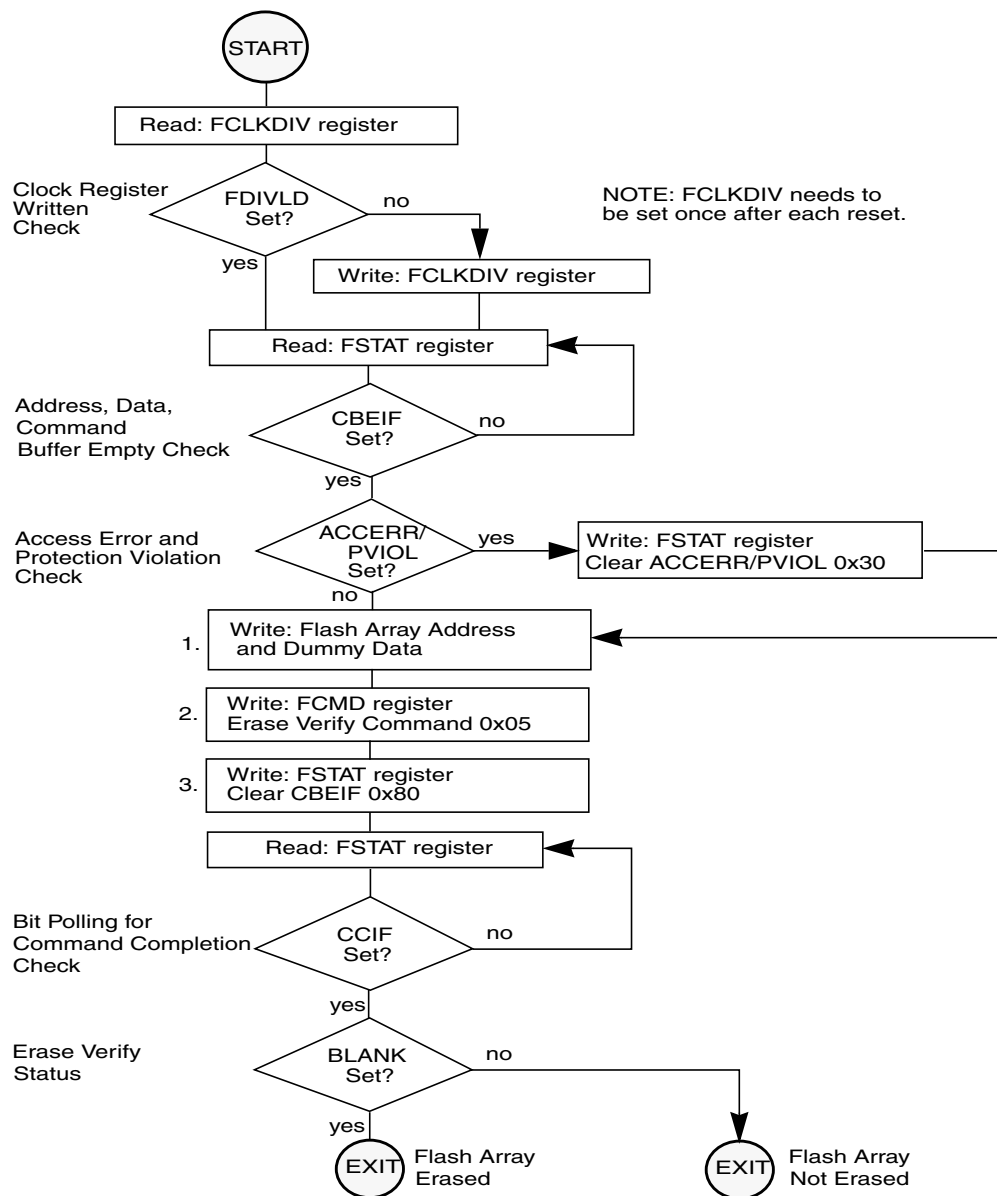 START
Read: FCLKDIV register
Clock Register
Written
Check
FDIVLD
Set?
no
NOTE: FCLKDIV needs to
be set once after each reset.
yes
Write: FCLKDIV register
Read: FSTAT register
Address, Data,
Command
Buffer Empty Check
CBEIF
Set?
no
yes
Access Error and
Protection Violation
Check
ACCERR/
PVIOL
Set?
yes
Write: FSTAT register
Clear ACCERR/PVIOL 0x30
no
1.
Write: Flash Array Address
and Dummy Data
2.
Write: FCMD register
Erase Verify Command 0x05
3.
Write: FSTAT register
Clear CBEIF 0x80
Read: FSTAT register
Bit Polling for
Command Completion
Check
CCIF
Set?
no
yes
Erase Verify
Status
BLANK
Set?
no
yes
EXIT
Flash Array
Erased
EXIT
Flash Array
Not Erased